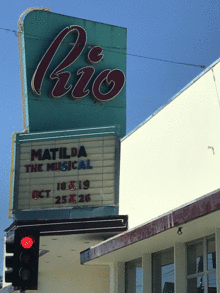 Rio
MATILDA
THE MUSICAL
OCT 18 & 19
25 & 26